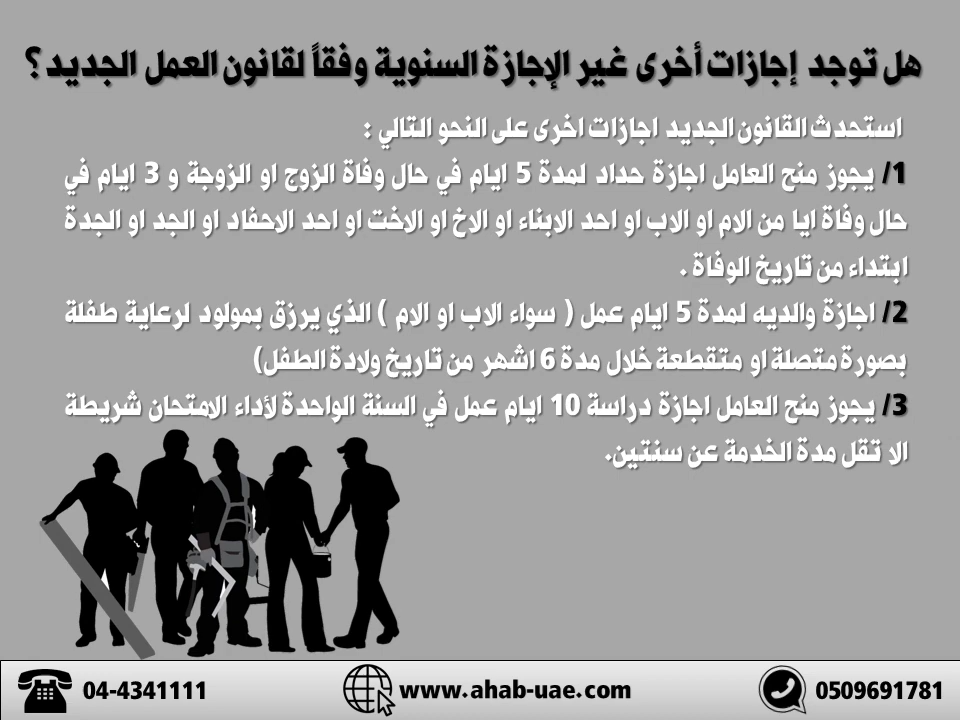 هل توجد إجازات أخرى غير الإجازة السنوية وفقاً لقانون العمل الجديد ؟
استحدث القانون الجديد اجازات اخرى على النحو التالي :
1/ يجوز منح العامل اجازة حداد لمدة 5 ايام في حال وفاة الزوج او الزوجة و 3 ايام في
حال وفاة ايا من الام او الاب او احد الابناء او الاخ او الاخت او احد الاحفاد او الجد او الجدة
ابتداء من تاريخ الوفاة .
2/ اجازة والديه لمدة 5 ايام عمل ( سواء الاب او الام ) الذي يرزق بمولود لرعاية طفلة
بصورة متصلة او متقطعة خلال مدة 6 اشهر من تاريخ ولادة الطفل)
3/ يجوز منح العامل اجازة دراسة 10 ايام عمل في السنة الواحدة لأداء الامتحان شريطة
الا تقل مدة الخدمة عن سنتين.
04-4341111
www.ahab-uae.com
0509691781